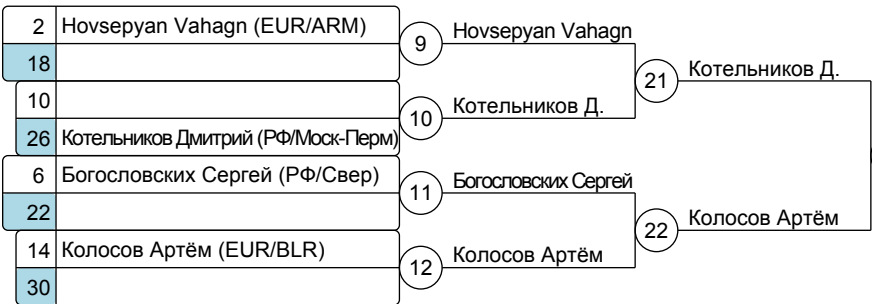 2 Hovsepyan Vahagn (EUR/ARM)
18
9 Hovsepyan Vahagn
10
26 Котельников Дмитрий (РФ/Моск-Перм)
10 Котельников Д.
21 Котельников Д.
6 Богословских Сергей (РФ/Свер)
22
11 Богословских Сергей
14 Колосов Артём (EUR/BLR)
30
12 Колосов Артём
22 Колосов Артём